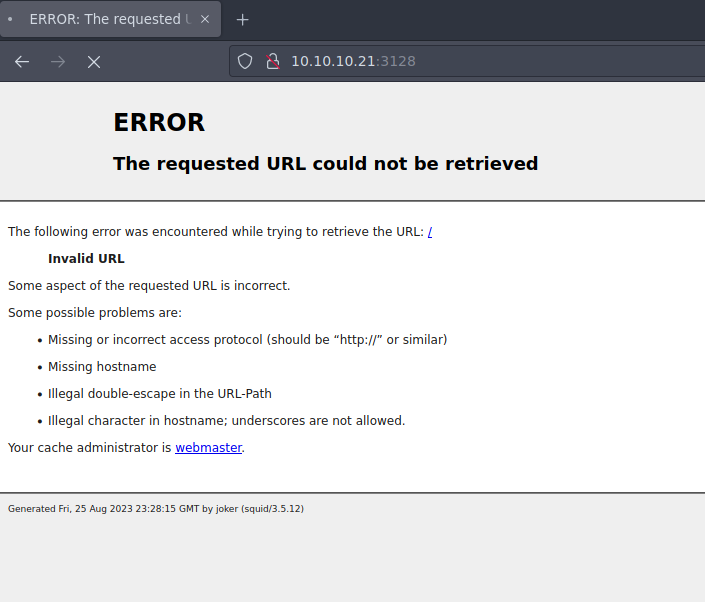 ERROR: The requested U
10.10.10.21:3128
ERROR
The requested URL could not be retrieved
The following error was encountered while trying to retrieve the URL: /
Invalid URL
Some aspect of the requested URL is incorrect.
Some possible problems are:
• Missing or incorrect access protocol (should be “http://” or similar)
• Missing hostname
• Illegal double-escape in the URL-Path
• Illegal character in hostname; underscores are not allowed.
Your cache administrator is webmaster.
Generated Fri, 25 Aug 2023 23:28:15 GMT by joker (squid/3.5.12)